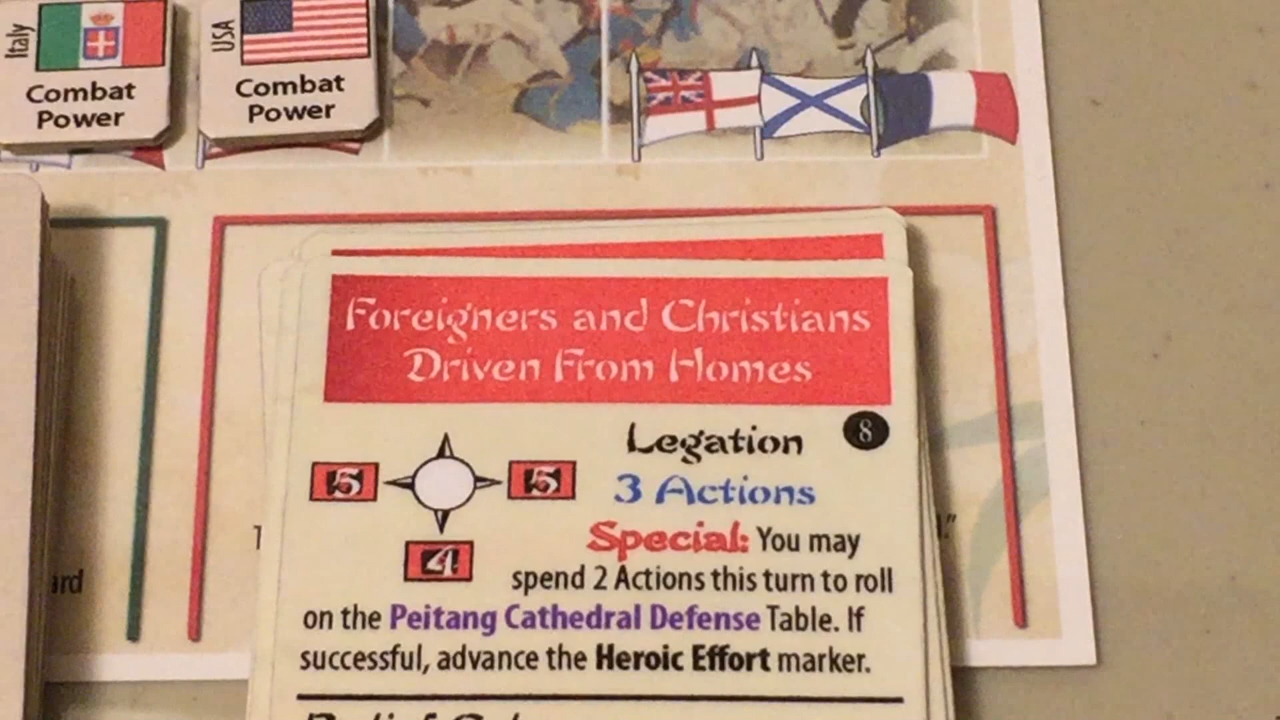 Italy
Combat
Power
USA
Combat
Power
Foreigners and Christians
Driven From Homes
Legation
8
3 Actions
5
5
4
Special: You may
spend 2 Actions this turn to roll
on the Peitang Cathedral Defense Table. If
successful, advance the Heroic Effort marker.